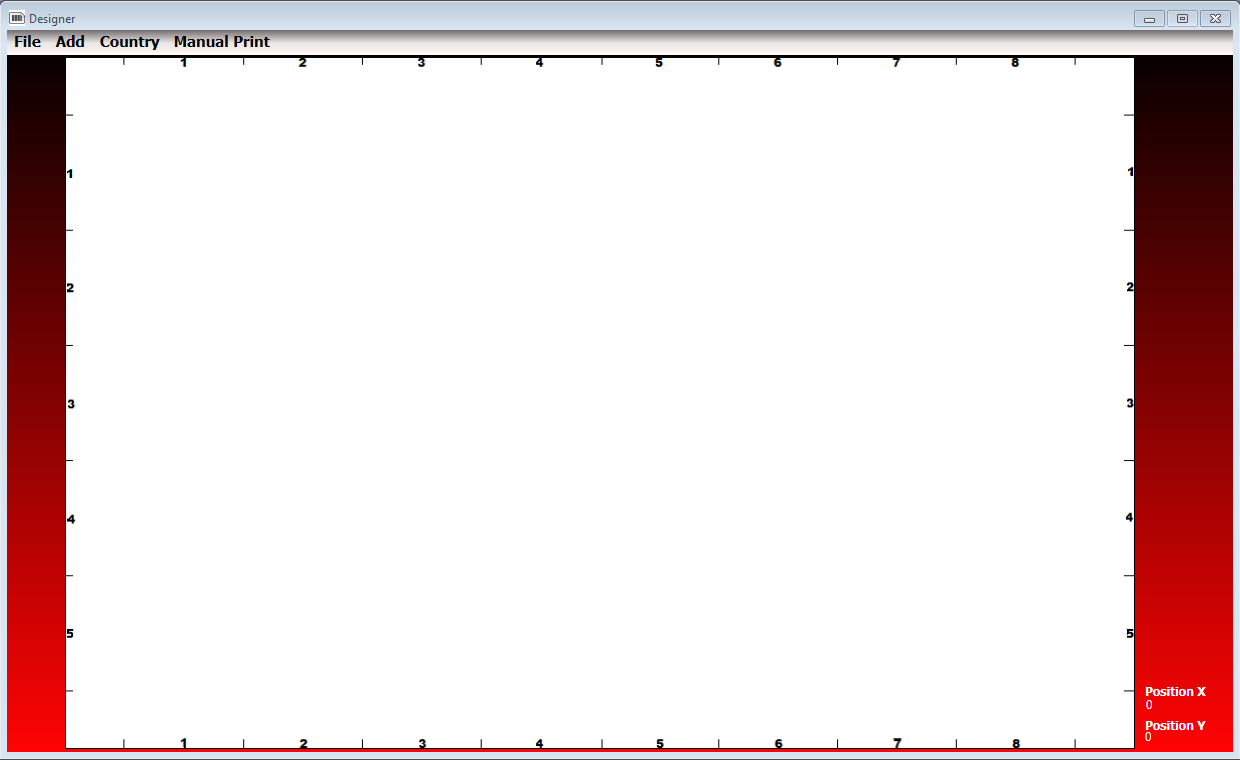 Designer
File Add Country Manual Print
1 2 3 4 5 6 7 8
1 1
2 2
3 3
4 4
5 5
Position X
0
Position Y
0
1 2 3 4 5 6 7 8